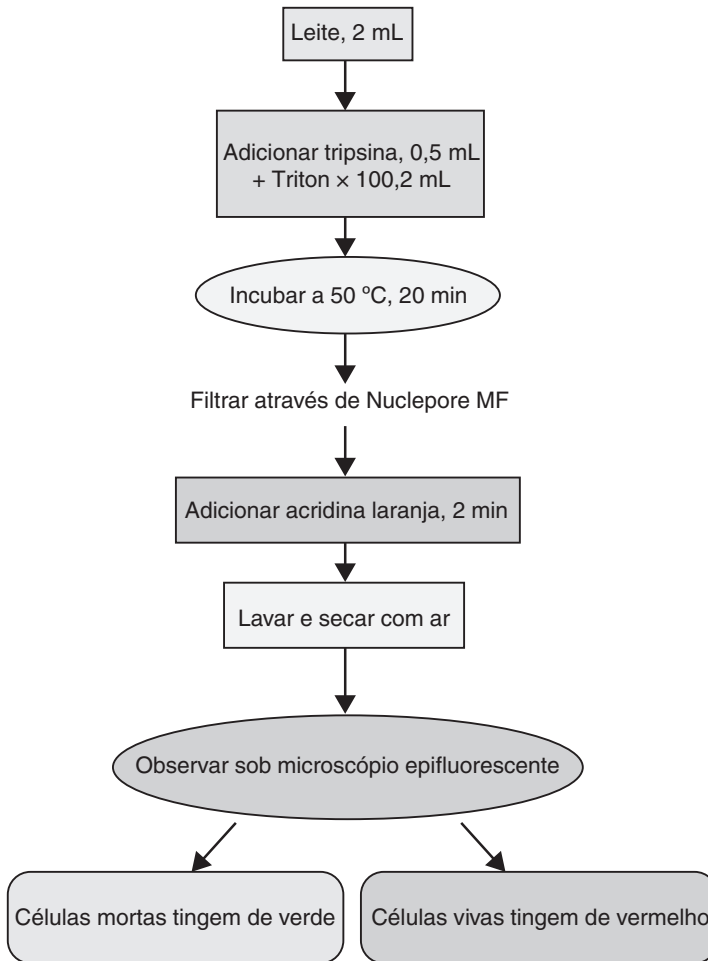 Leite, 2 mL
Adicionar tripsina, 0,5 mL
+ Triton × 100,2 mL
Incubar a 50 ºC, 20 min
Filtrar através de Nuclepore MF
Adicionar acridina laranja, 2 min
Lavar e secar com ar
Observar sob microscópio epifluorescente
Células mortas tingem de verde
Células vivas tingem de vermelho